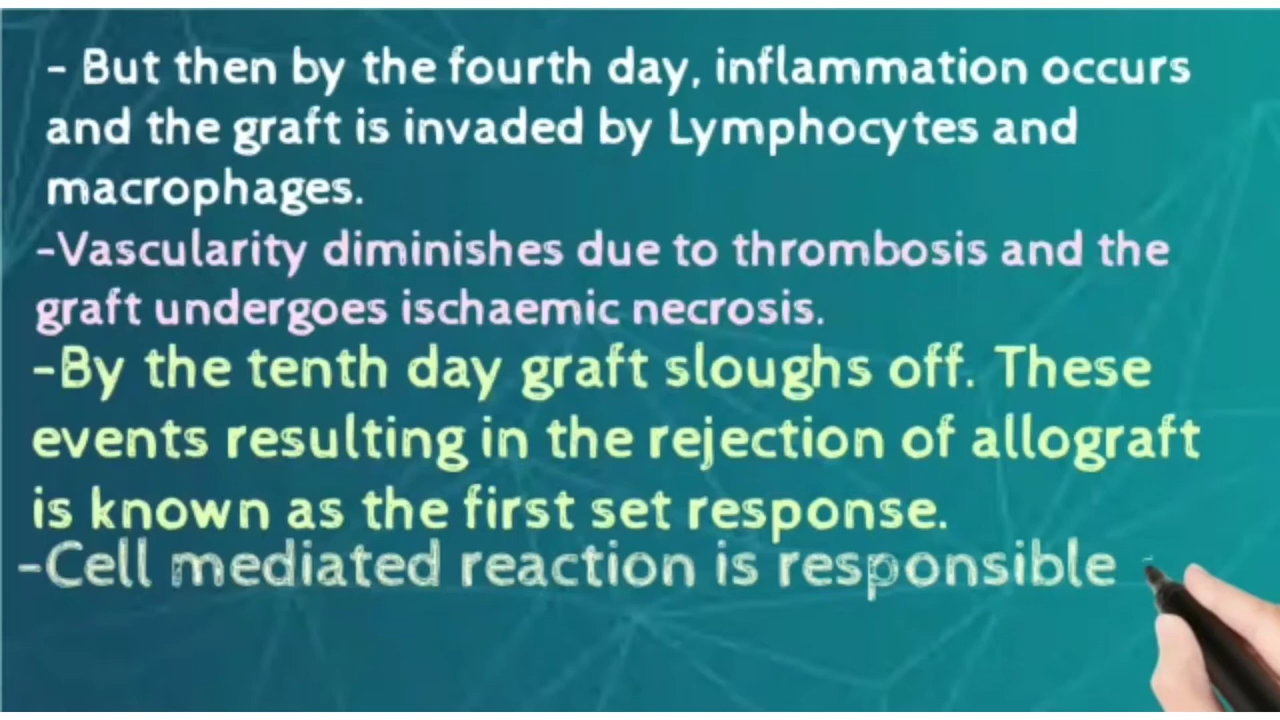 - But then by the fourth day, inflammation occurs
and the graft is invaded by Lymphocytes and
macrophages.
-Vascularity diminishes due to thrombosis and the
graft undergoes ischaemic necrosis.
-By the tenth day graft sloughs off. These
events resulting in the rejection of allograft
is known as the first set response.
-Cell mediated reaction is responsible